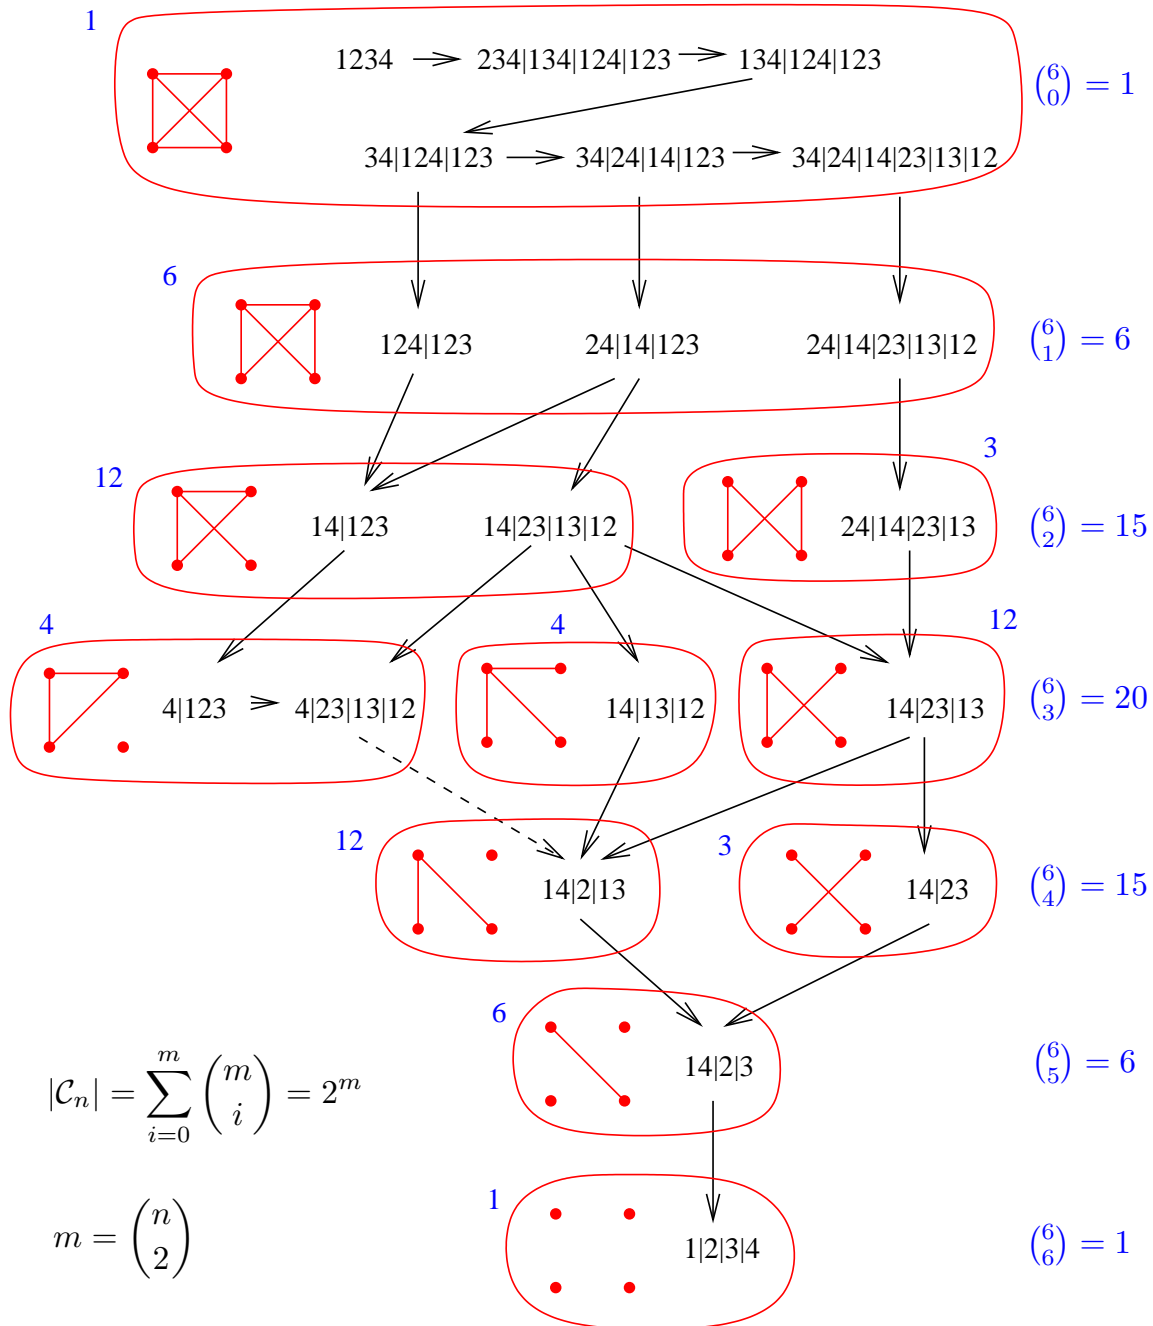 1
1234 234|134|124|123 134|124|123
(6 0) = 1
34|124|123 34|24|14|123 34|24|14|23|13|12
6
124|123 24|14|123 24|14|23|13|12
(6 1) = 6
12 3
14|123 14|23|13|12 24|14|23|13
(6 2) = 15
4 4 12
4|123 4|23|13|12 14|13|12 14|23|13
(6 3) = 20
12 3
14|2|13 14|23
(6 4) = 15
6
14|2|3
(6 5) = 6
|𝒞ₙ| = ∑_{i=0}^{m} (m i) = 2^m
1
1|2|3|4
(6 6) = 1
m = (n 2)